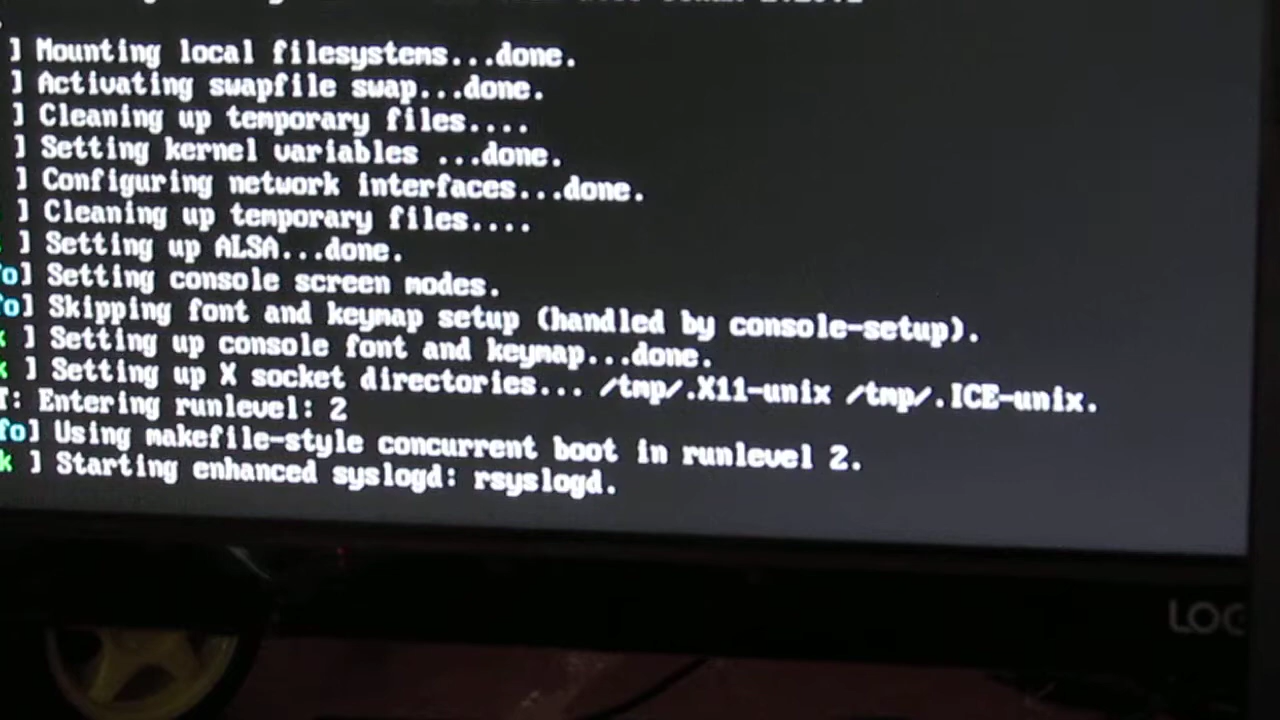 ] Mounting local filesystems...done.
] Activating swapfile swap...done.
] Cleaning up temporary files....
] Setting kernel variables ...done.
] Configuring network interfaces...done.
] Cleaning up temporary files....
] Setting up ALSA...done.
fo] Setting console screen modes.
fo] Skipping font and keymap setup (handled by console-setup).
k ] Setting up console font and keymap...done.
k ] Setting up X socket directories... /tmp/.X11-unix /tmp/.ICE-unix.
T: Entering runlevel: 2
fo] Using makefile-style concurrent boot in runlevel 2.
k ] Starting enhanced syslogd: rsyslogd.
LOG